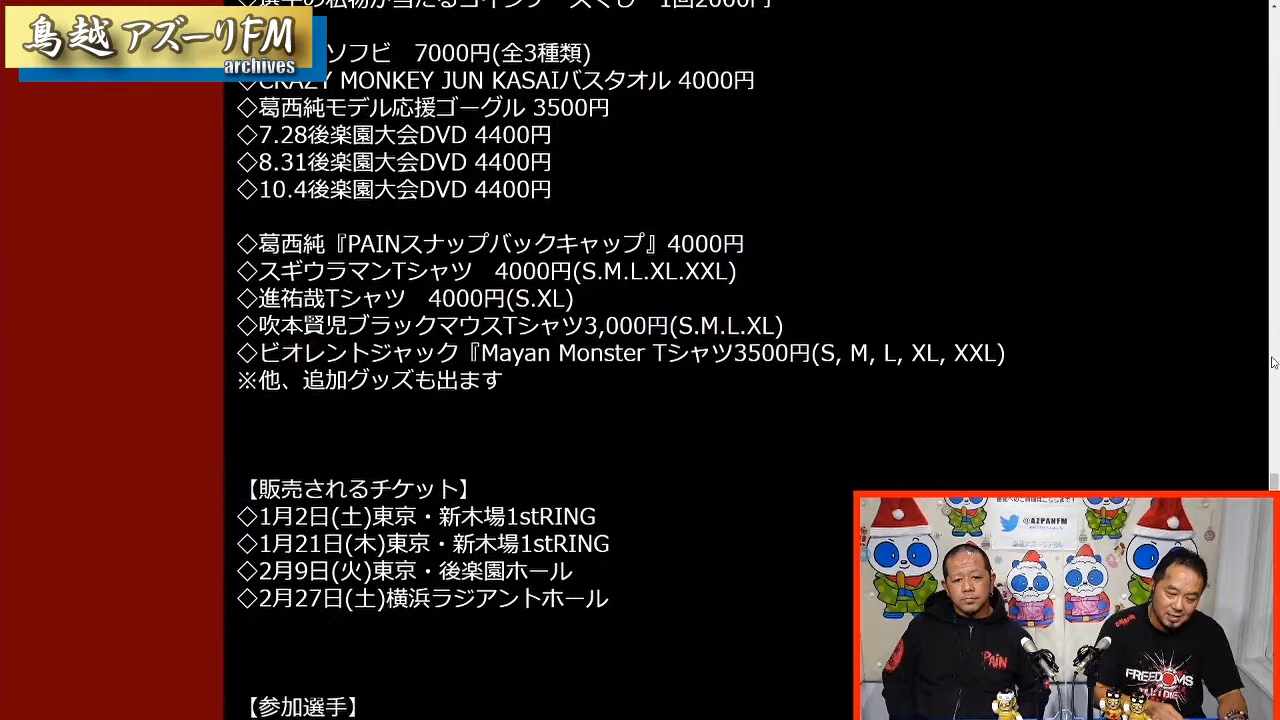 鳥越 アズーリFM
archives
ソフビ　7000円(全3種類)
◇CRAZY MONKEY JUN KASAIバスタオル 4000円
◇葛西純モデル応援ゴーグル 3500円
◇7.28後楽園大会DVD 4400円
◇8.31後楽園大会DVD 4400円
◇10.4後楽園大会DVD 4400円
◇葛西純『PAINスナップバックキャップ』4000円
◇スギウラマンTシャツ　4000円(S.M.L.XL.XXL)
◇進祐哉Tシャツ　4000円(S.XL)
◇吹本賢児ブラックマウスTシャツ3,000円(S.M.L.XL)
◇ビオレントジャック『Mayan Monster Tシャツ3500円(S, M, L, XL, XXL)
※他、追加グッズも出ます
【販売されるチケット】
◇1月2日(土)東京・新木場1stRING
◇1月21日(木)東京・新木場1stRING
◇2月9日(火)東京・後楽園ホール
◇2月27日(土)横浜ラジアントホール
【参加選手】
@AZPANFM
PAiN
FREEDOMS